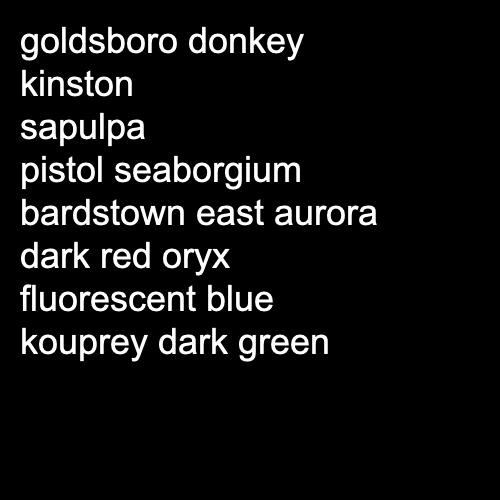 goldsboro donkey
kinston
sapulpa
pistol seaborgium
bardstown east aurora
dark red oryx
fluorescent blue
kouprey dark green